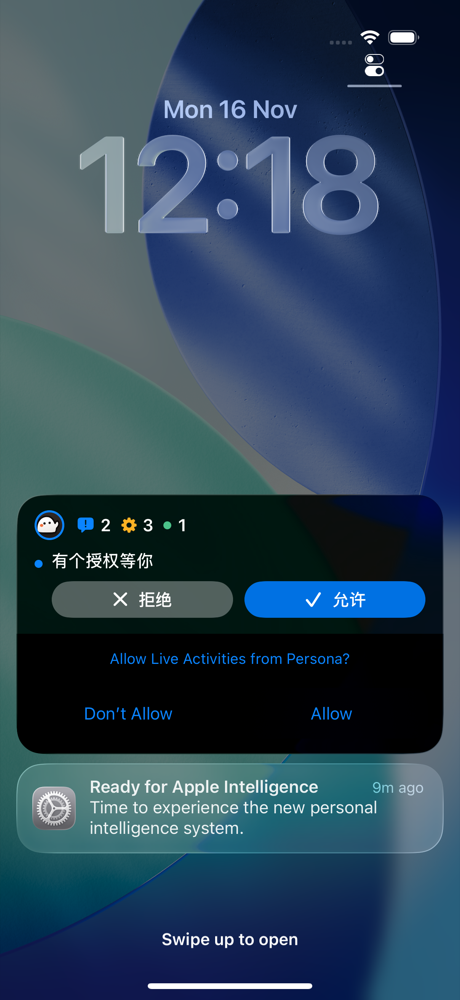 Mon 16 Nov
12:18
2 3 1
有个授权等你
拒绝 允许
Allow Live Activities from Persona?
Don't Allow Allow
Ready for Apple Intelligence 9m ago
Time to experience the new personal
intelligence system.
Swipe up to open